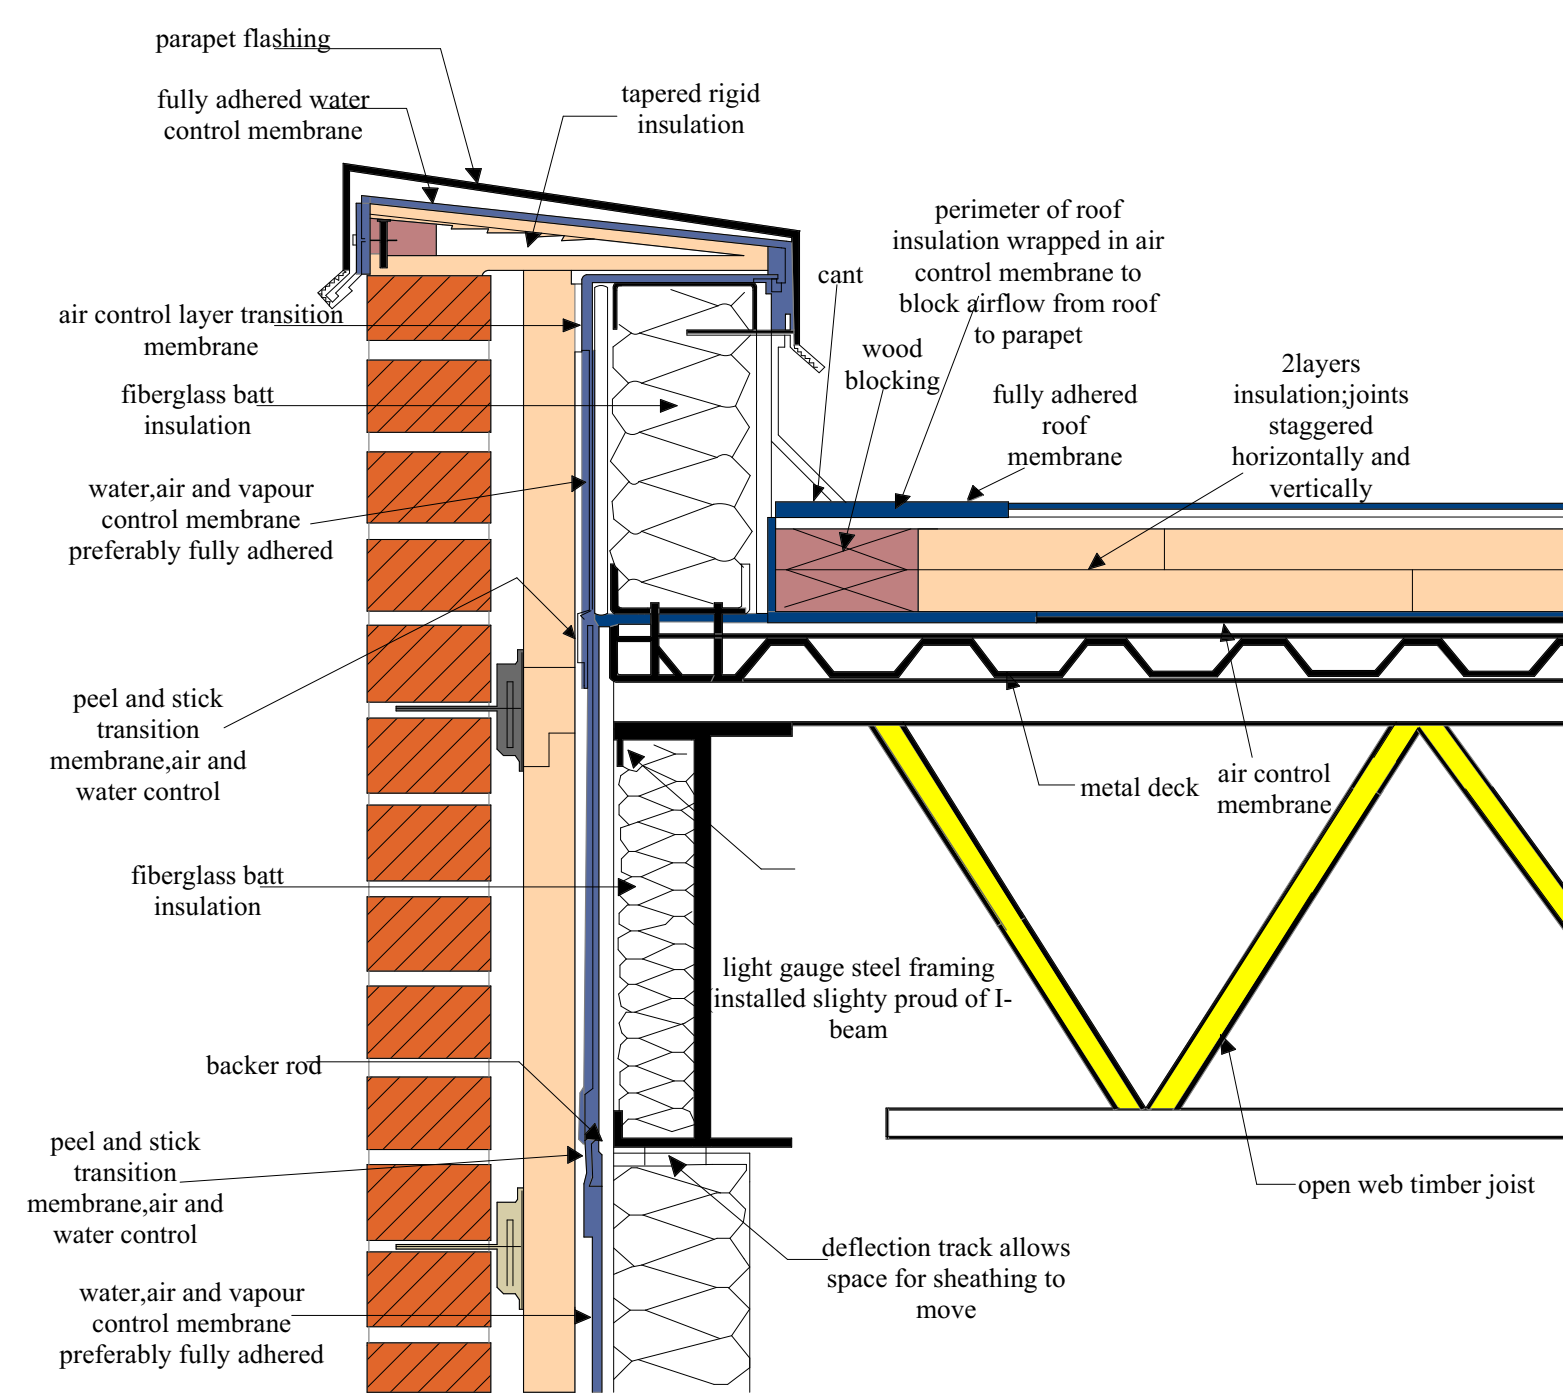 parapet flashing
fully adhered water
control membrane
tapered rigid
insulation
perimeter of roof
insulation wrapped in air
control membrane to
block airflow from roof
to parapet
cant
air control layer transition
membrane
wood
blocking
2layers
insulation;joints
staggered
horizontally and
vertically
fiberglass batt
insulation
fully adhered
roof
membrane
water,air and vapour
control membrane
preferably fully adhered
peel and stick
transition
membrane,air and
water control
metal deck
air control
membrane
fiberglass batt
insulation
light gauge steel framing
(installed slighty proud of I-
beam
backer rod
peel and stick
transition
membrane,air and
water control
open web timber joist
deflection track allows
space for sheathing to
move
water,air and vapour
control membrane
preferably fully adhered